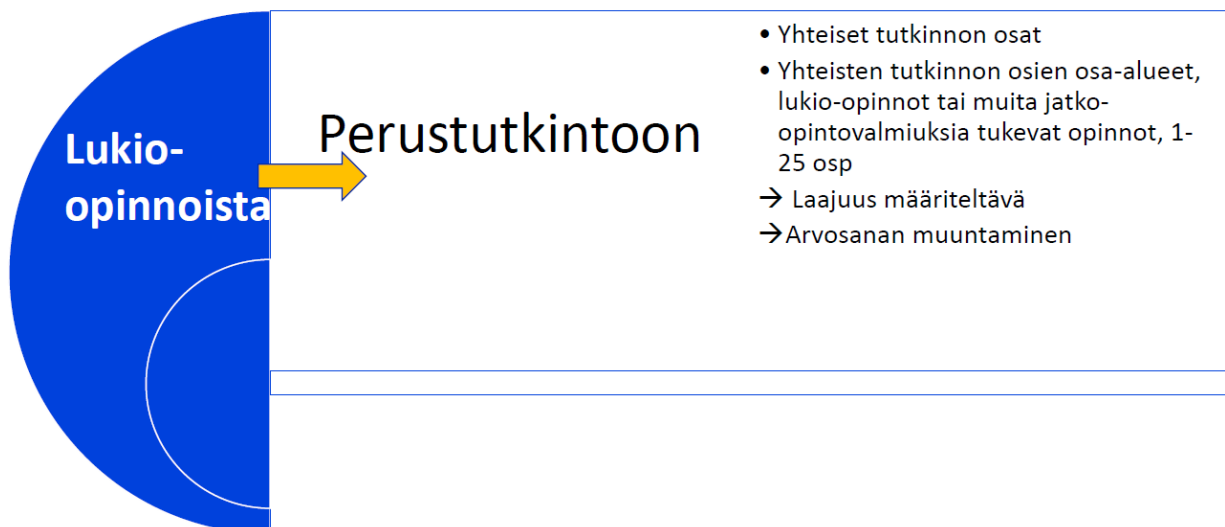 Lukio-
opinnoista
Perustutkintoon
• Yhteiset tutkinnon osat
• Yhteisten tutkinnon osien osa-alueet,
lukio-opinnot tai muita jatko-
opintovalmiuksia tukevat opinnot, 1-
25 osp
→ Laajuus määriteltävä
→Arvosanan muuntaminen